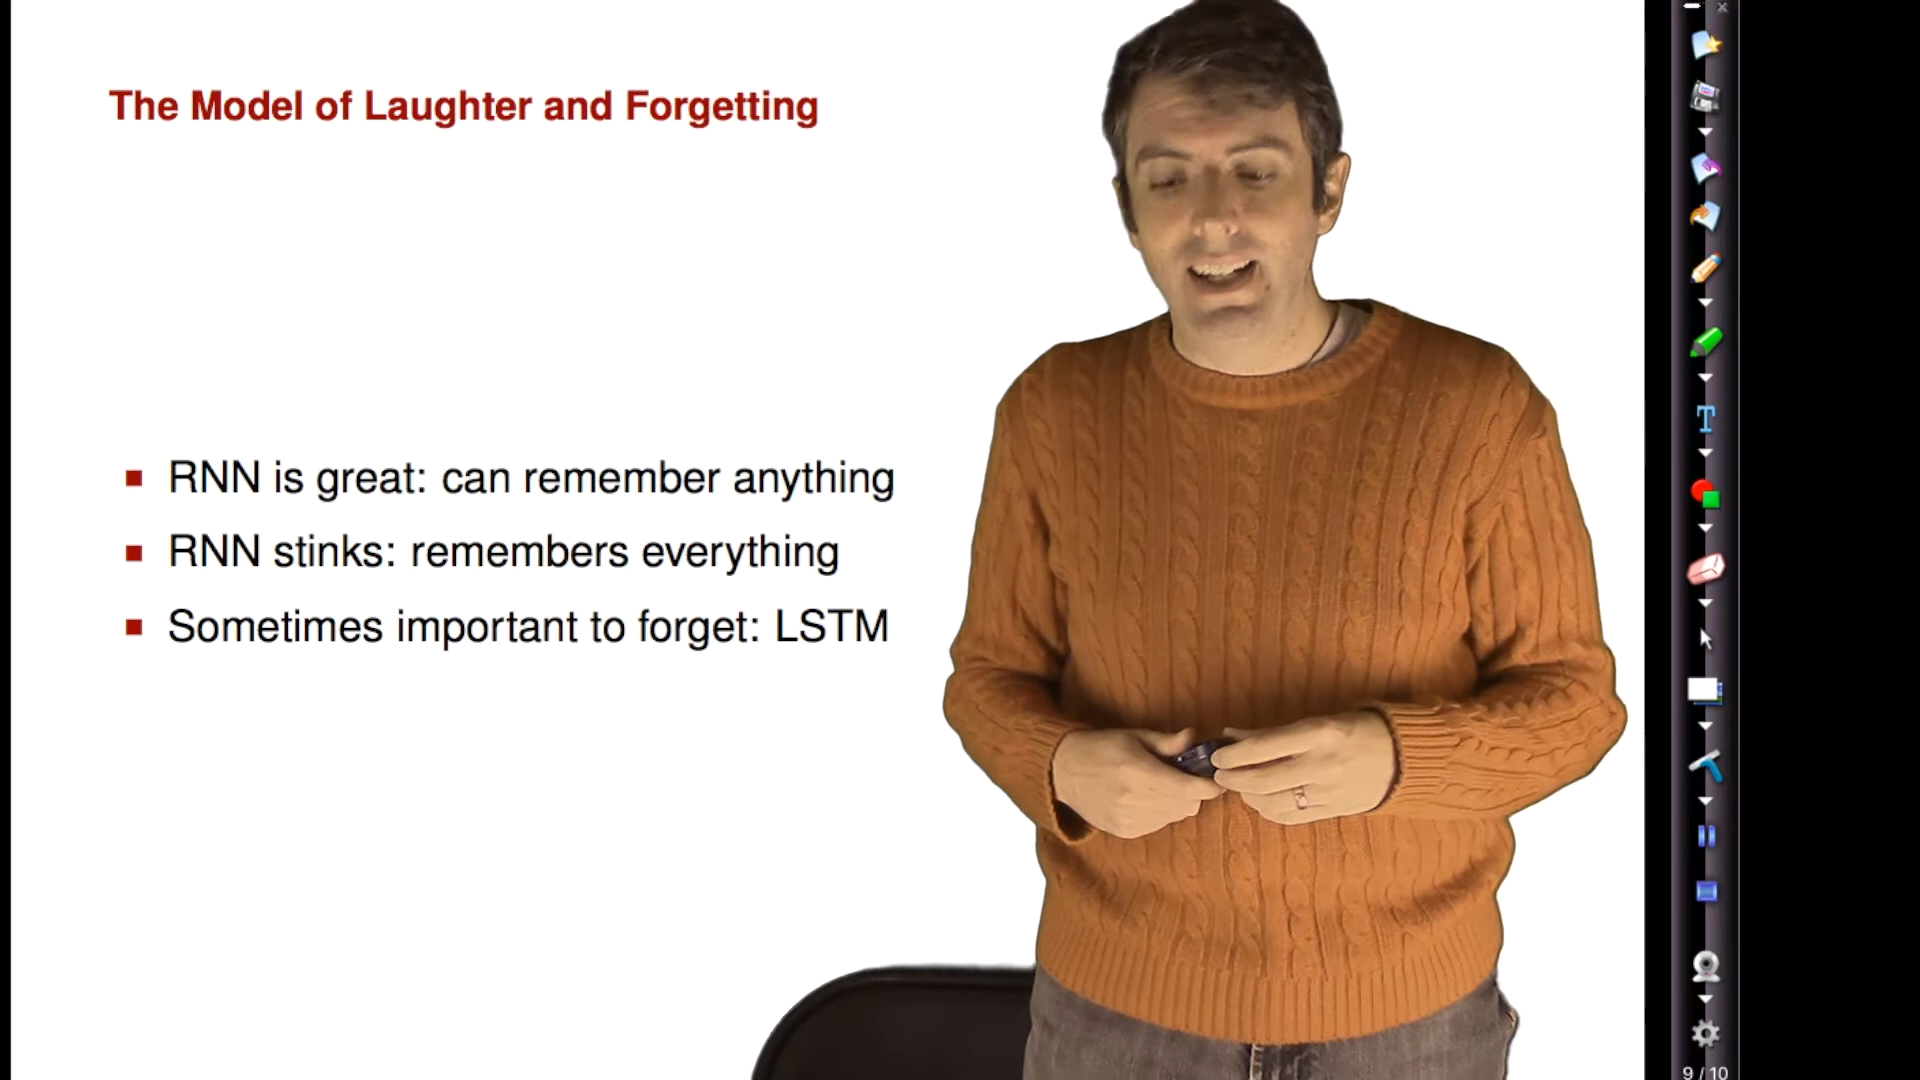 The Model of Laughter and Forgetting
RNN is great: can remember anything
RNN stinks: remembers everything
Sometimes important to forget: LSTM
9 / 10